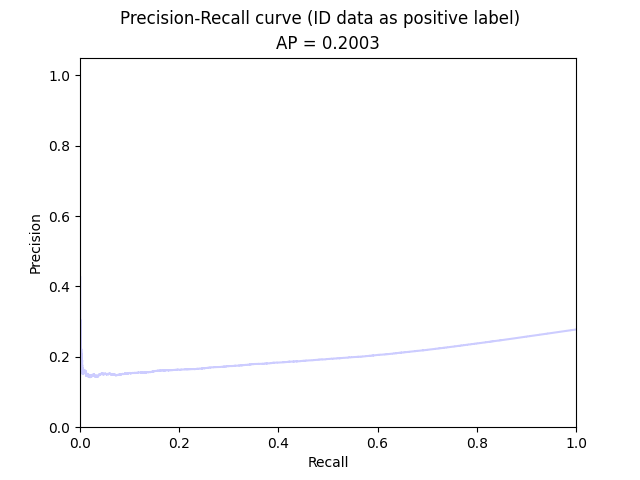 Precision-Recall curve (ID data as positive label)
AP = 0.2003
1.0
0.8
0.6
0.4
0.2
0.0
Precision
0.0 0.2 0.4 0.6 0.8 1.0
Recall